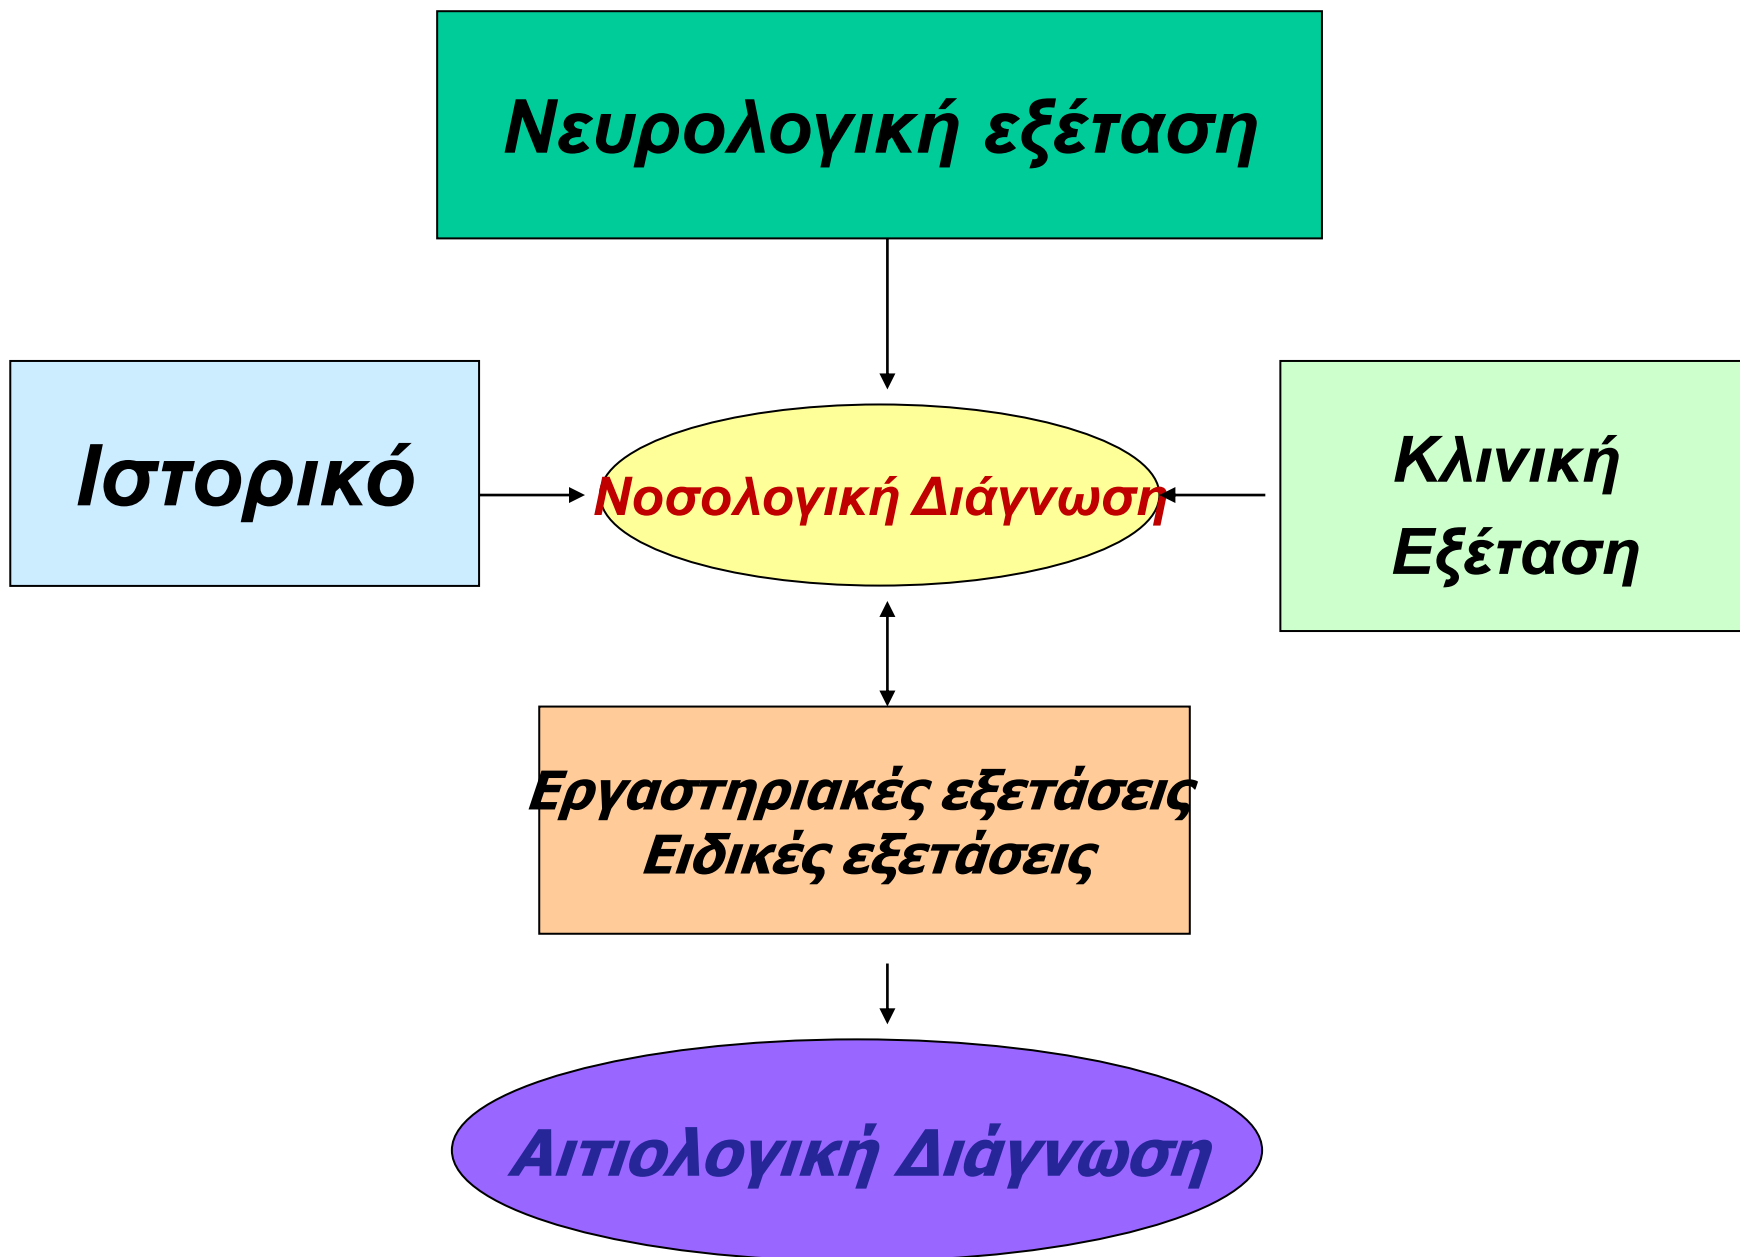 Νευρολογική εξέταση
Ιστορικό
Νοσολογική Διάγνωση
Κλινική
Εξέταση
Εργαστηριακές εξετάσεις
Ειδικές εξετάσεις
Αιτιολογική Διάγνωση